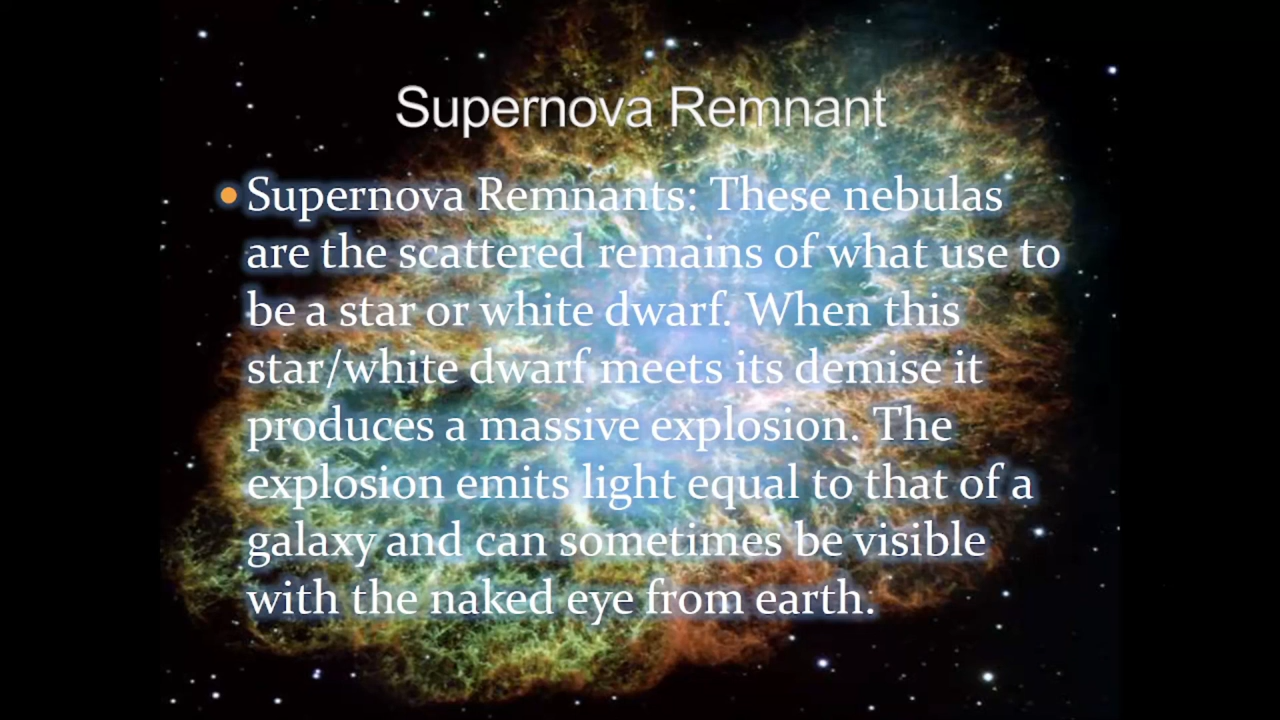 Supernova Remnant
Supernova Remnants: These nebulas
are the scattered remains of what use to
be a star or white dwarf. When this
star/white dwarf meets its demise it
produces a massive explosion. The
explosion emits light equal to that of a
galaxy and can sometimes be visible
with the naked eye from earth.